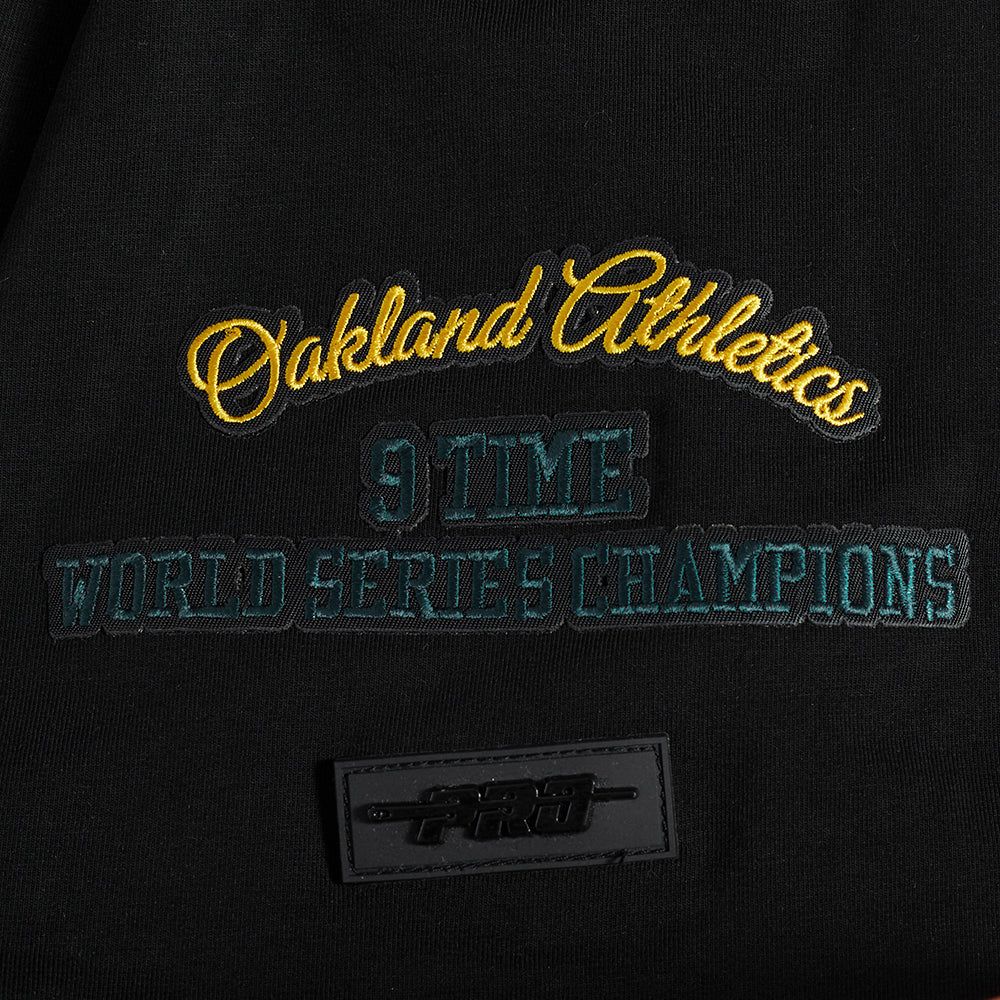 Oakland Athletics
9 TIME
WORLD SERIES CHAMPIONS
PRO